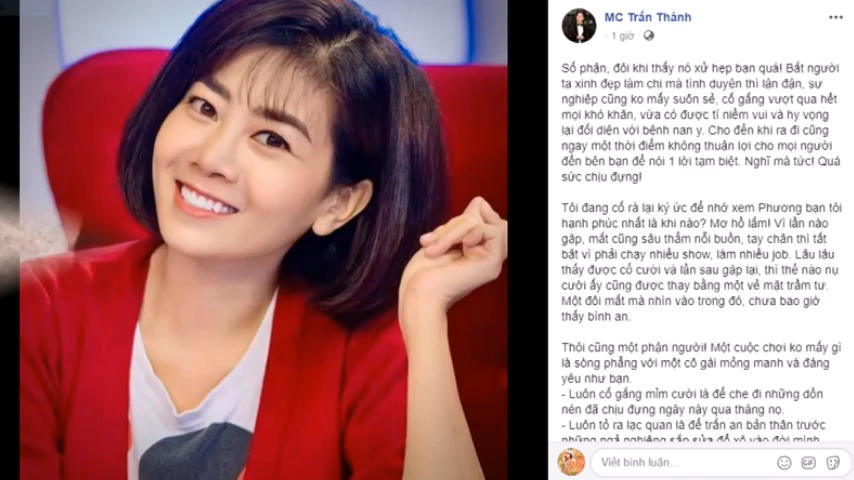 MC Trấn Thành
1 giờ
Số phận, đôi khi thấy nó xử hẹp bạn quá! Bắt người
ta xinh đẹp làm chi mà tình duyên thì lận đận, sự
nghiệp cũng ko mấy suôn sẻ, cố gắng vượt qua hết
mọi khó khăn, vừa có được tí niềm vui và hy vọng
lại đối diện với bệnh nan y. Cho đến khi ra đi cũng
ngay một thời điểm không thuận lợi cho mọi người
đến bên bạn để nói 1 lời tạm biệt. Nghĩ mà tức! Quá
sức chịu đựng!
Tôi đang cố rà lại ký ức để nhớ xem Phương bạn tôi
hạnh phúc nhất là khi nào? Mơ hồ lắm! Vì lần nào
gặp, mắt cũng sâu thẳm nỗi buồn, tay chân thì tất
bật vì phải chạy nhiều show, làm nhiều job. Lâu lâu
thấy được cổ cười và lần sau gặp lại, thì thế nào nụ
cười ấy cũng được thay bằng một vẻ mặt trầm tư.
Một đôi mắt mà nhìn vào trong đó, chưa bao giờ
thấy bình an.
Thôi cũng một phận người! Một cuộc chơi ko mấy gì
là sòng phẳng với một cô gái mỏng manh và đáng
yêu như bạn.
- Luôn cố gắng mỉm cười là để che đi những dồn
nén đã chịu đựng ngày này qua tháng nọ.
- Luôn tỏ ra lạc quan là để trấn an bản thân trước
những ngả nghiêng sắp sửa đổ xô vào đời mình
Viết bình luận...
GIF